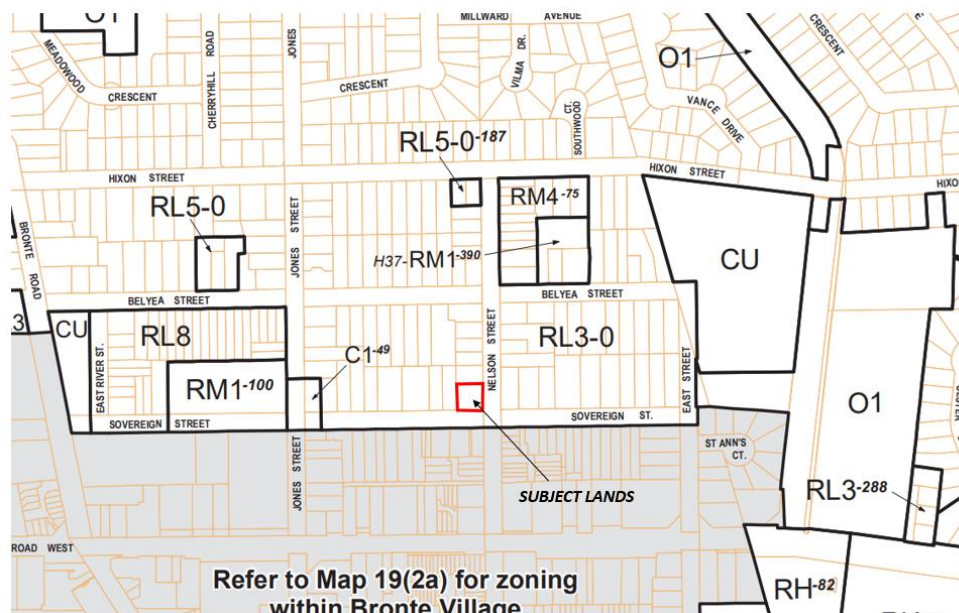 MILLWARD AVENUE
MEADOWOOD
CRESCENT
CHERRYHILL ROAD
JONES
CRESCENT
VILMA DR.
SOUTHWOOD CT.
O1
VANCE DRIVE
CRESCENT
RL5-0-187
HIXON STREET
HIXON STREET
HIXO
RL5-0
RM4-75
JONES STREET
H37-RM1-390
CU
BRONTE ROAD
BELYEA STREET
BELYEA STREET
3
CU
RL8
C1-49
NELSON STREET
RL3-0
EAST RIVER ST.
RM1-100
EAST STREET
O1
SOVEREIGN STREET
SOVEREIGN ST.
JONES STREET
ST ANN'S
CT.
SUBJECT LANDS
RL3-288
ROAD WEST
Refer to Map 19(2a) for zoning
within Bronte Village
RH-82